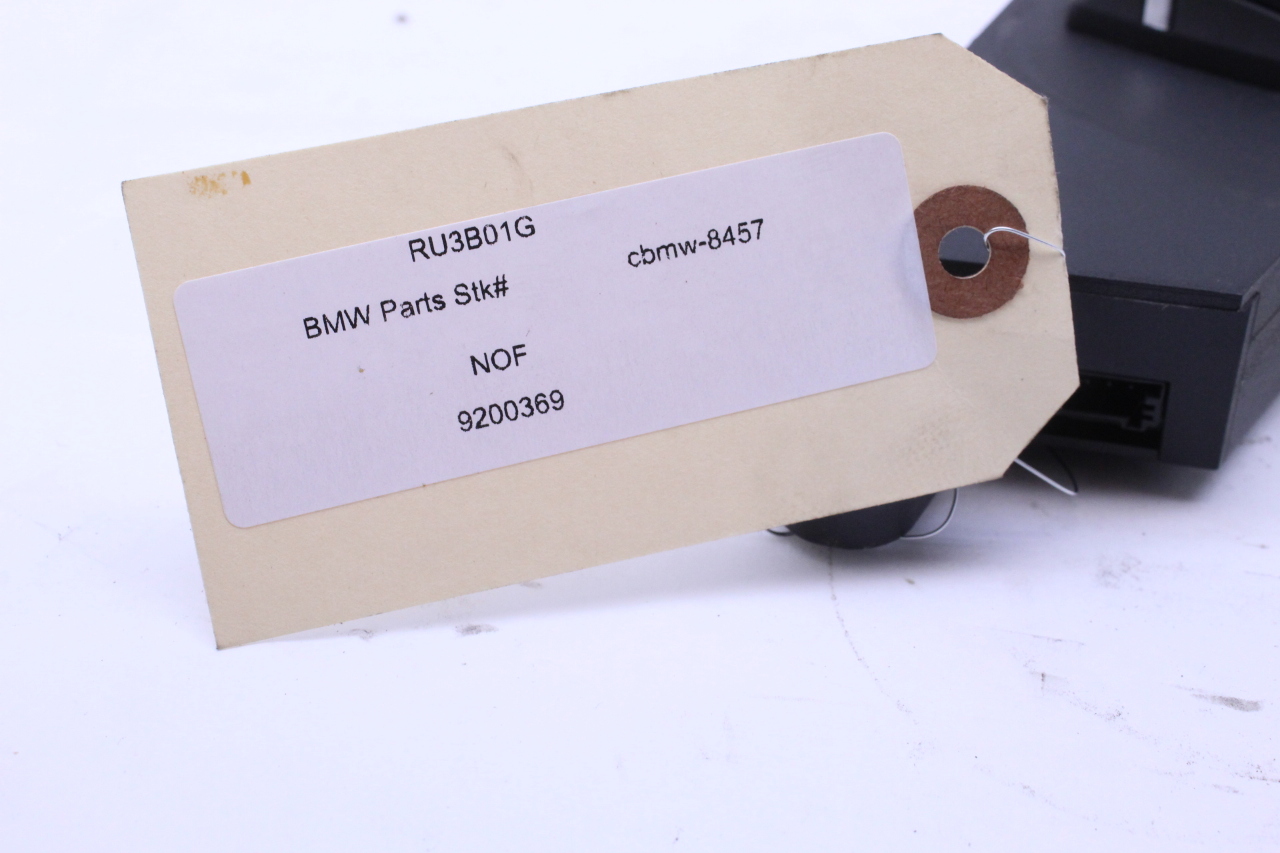 RU3B01G
BMW Parts Stk# cbmw-8457
NOF
9200369